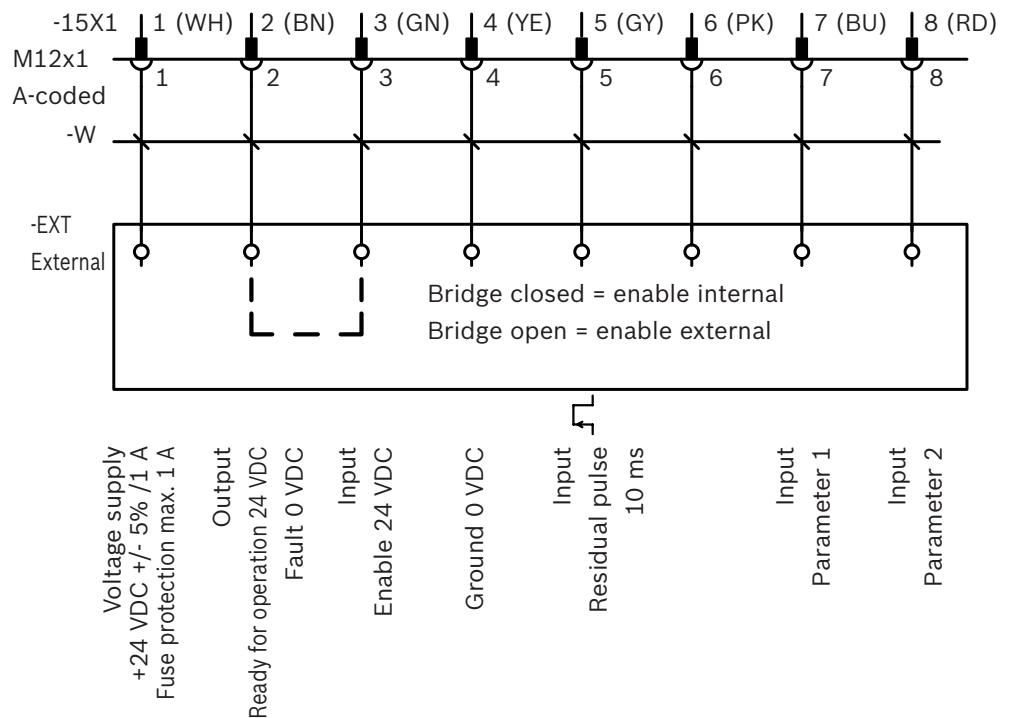 -15X1 1 (WH) 2 (BN) 3 (GN) 4 (YE) 5 (GY) 6 (PK) 7 (BU) 8 (RD)
M12x1
1 2 3 4 5 6 7 8
A-coded
-W
-EXT
External
Bridge closed = enable internal
Bridge open = enable external
Voltage supply
+24 VDC +/- 5% /1 A
Fuse protection max. 1 A
Output
Ready for operation 24 VDC
Fault 0 VDC
Input
Enable 24 VDC
Ground 0 VDC
Input
Residual pulse
10 ms
Input
Parameter 1
Input
Parameter 2